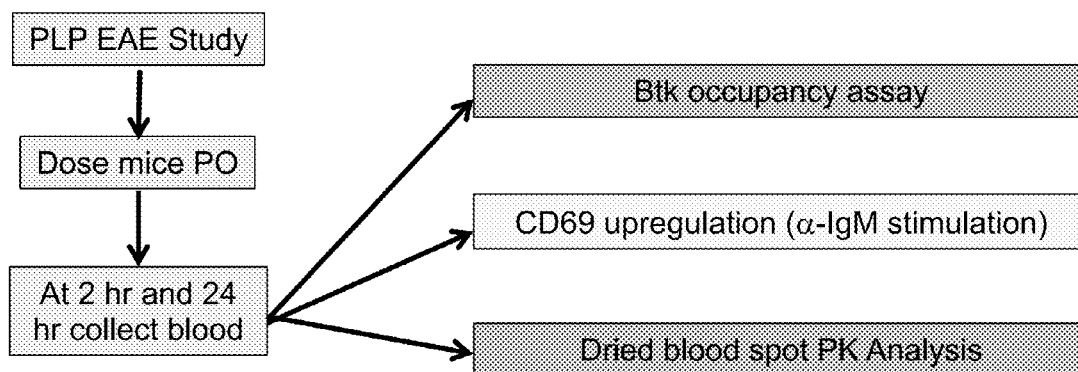 PLP EAE Study
Dose mice PO
At 2 hr and 24
hr collect blood
Btk occupancy assay
CD69 upregulation (α-IgM stimulation)
Dried blood spot PK Analysis